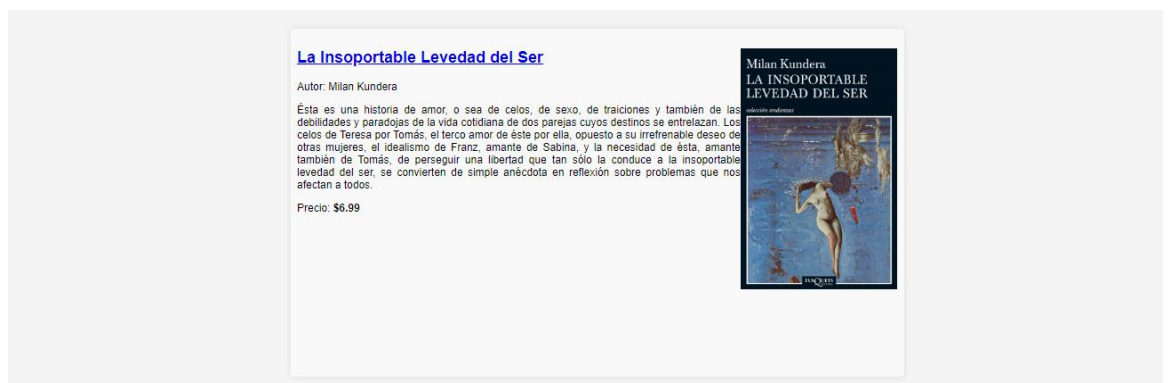 La Insoportable Levedad del Ser
Autor: Milan Kundera
Ésta es una historia de amor, o sea de celos, de sexo, de traiciones y también de las
debilidades y paradojas de la vida cotidiana de dos parejas cuyos destinos se entrelazan. Los
celos de Teresa por Tomás, el terco amor de éste por ella, opuesto a su irrefrenable deseo de
otras mujeres, el idealismo de Franz, amante de Sabina, y la necesidad de ésta, amante
también de Tomás, de perseguir una libertad que tan sólo la conduce a la insoportable
levedad del ser, se convierten de simple anécdota en reflexión sobre problemas que nos
afectan a todos.
Precio: $6.99
Milan Kundera
LA INSOPORTABLE
LEVEDAD DEL SER
colección andanzas
TUSQUETS